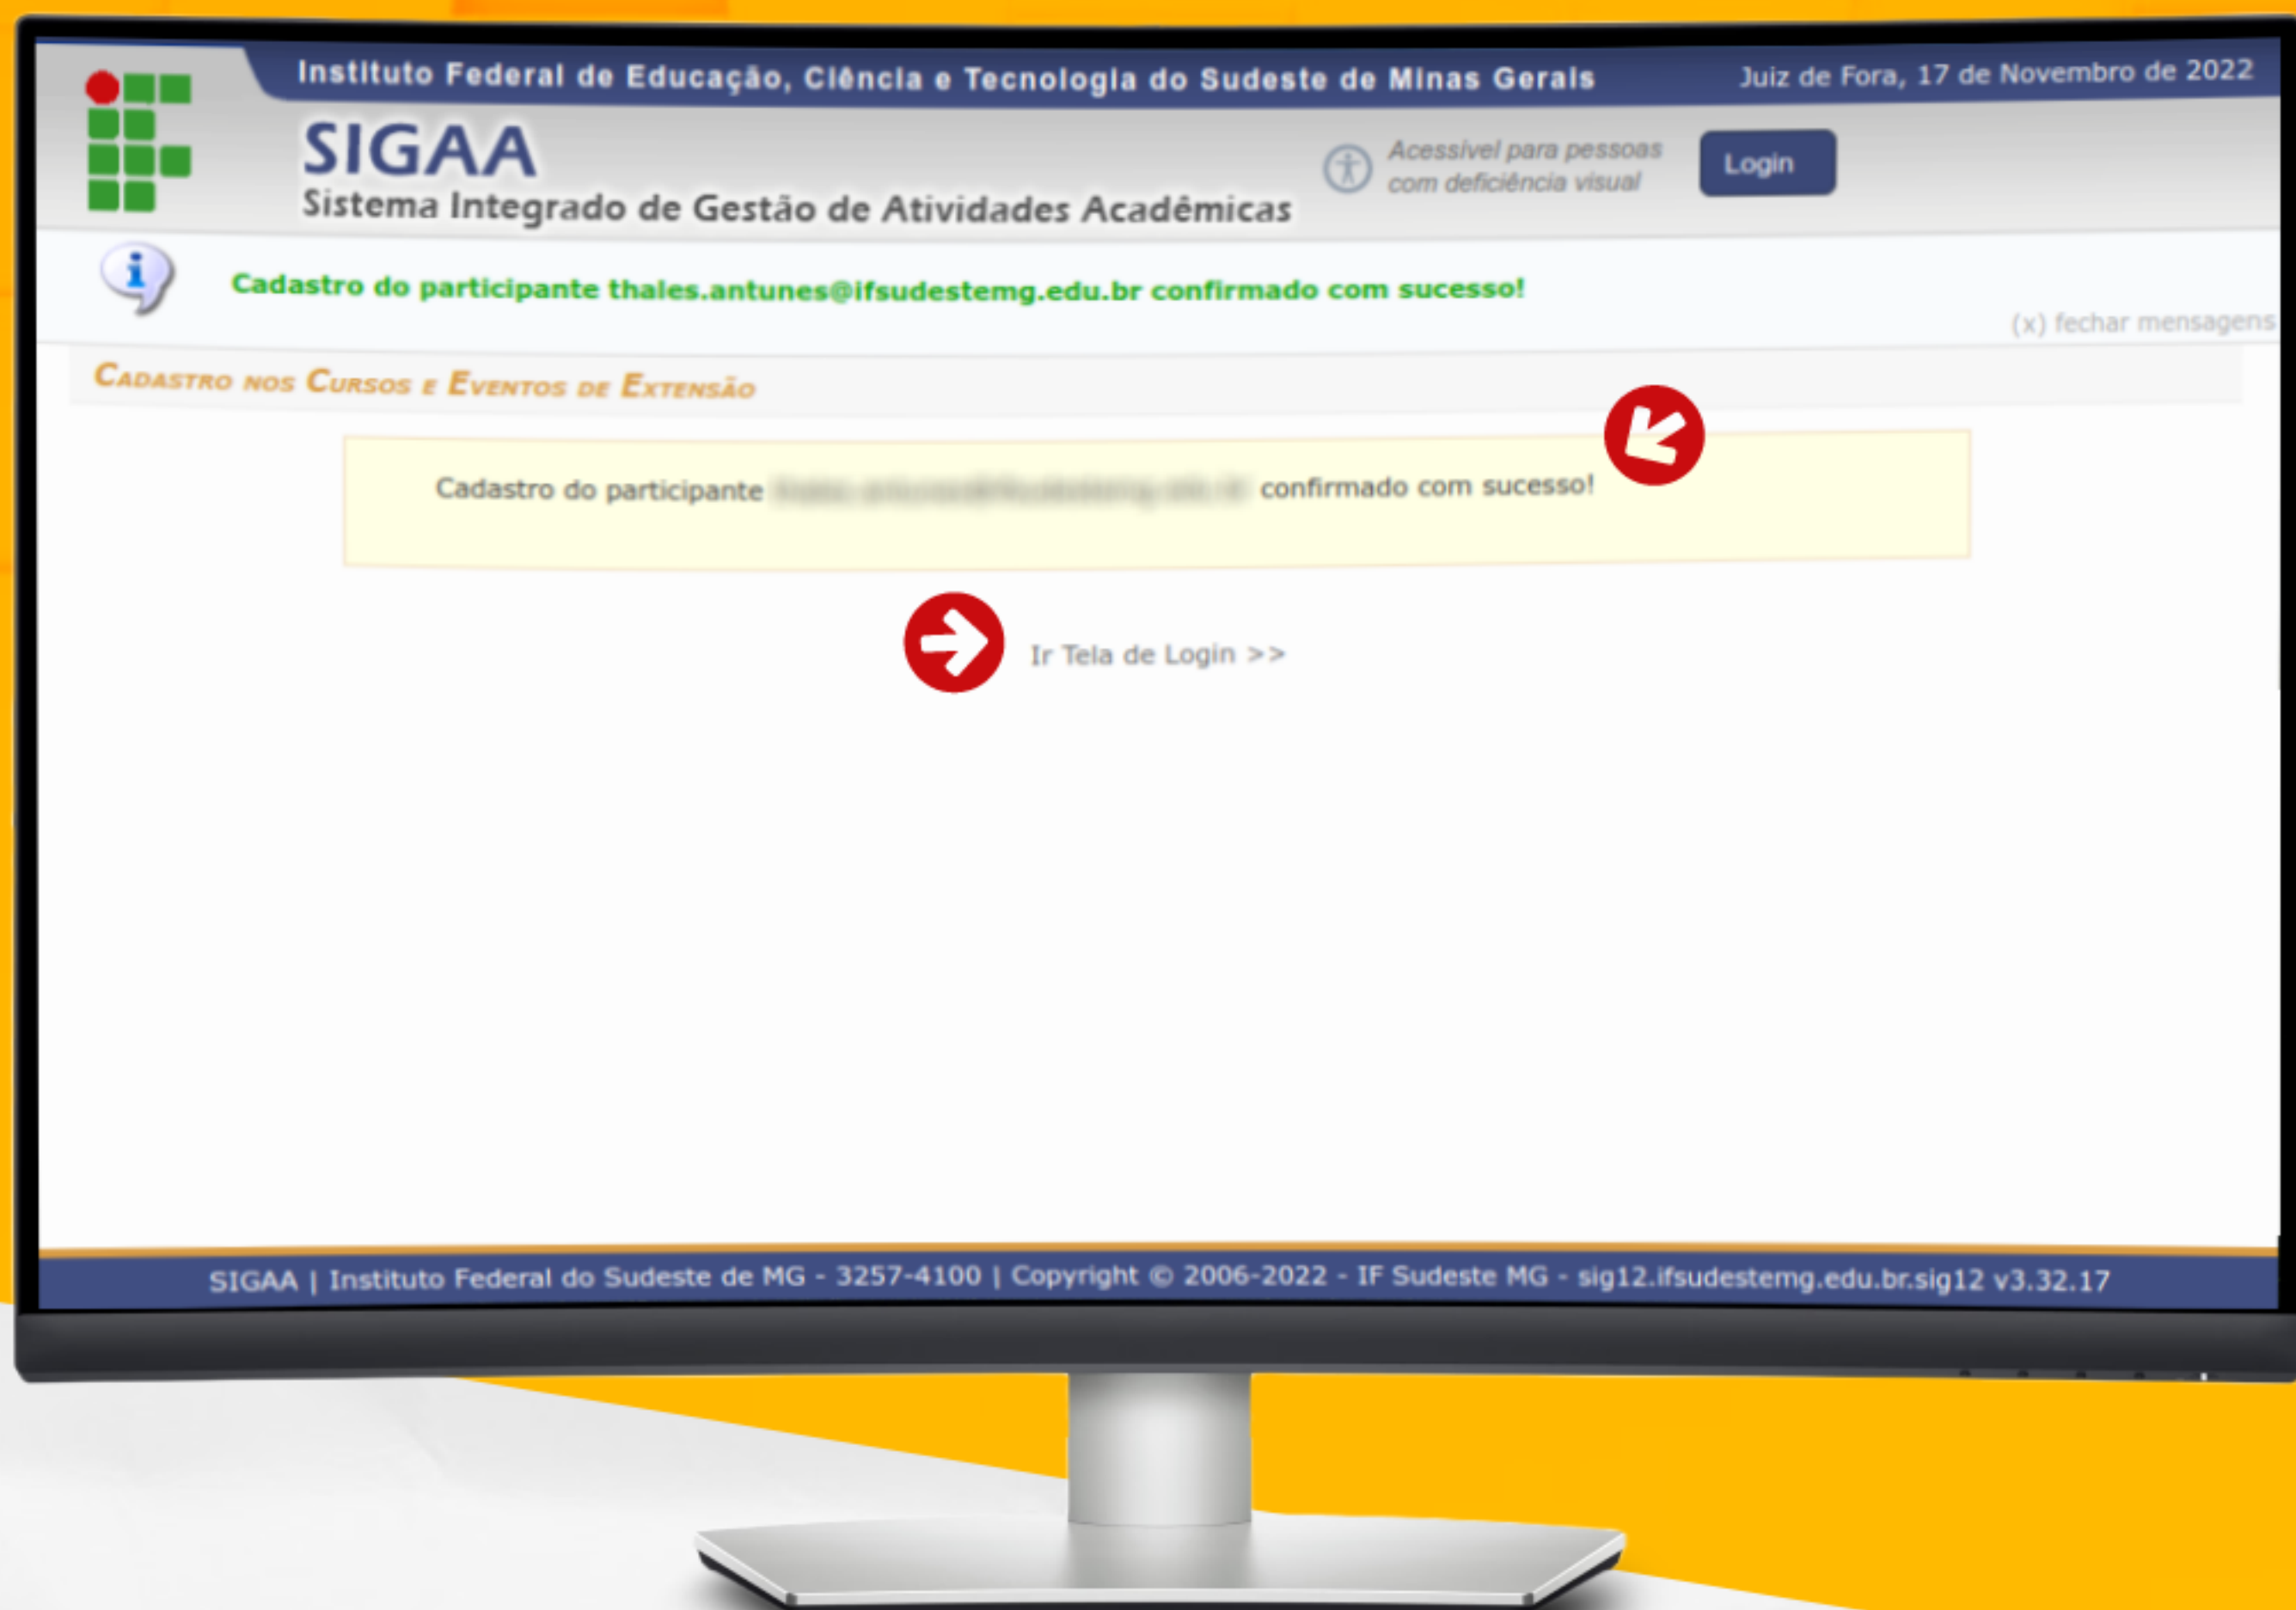 Instituto Federal de Educação, Ciência e Tecnologia do Sudeste de Minas Gerais
Juiz de Fora, 17 de Novembro de 2022
SIGAA
Sistema Integrado de Gestão de Atividades Acadêmicas
Acessível para pessoas
com deficiência visual
Login
Cadastro do participante thales.antunes@ifsudestemg.edu.br confirmado com sucesso!
(x) fechar mensagens
Cadastro nos Cursos e Eventos de Extensão
Cadastro do participante confirmado com sucesso!
Ir Tela de Login >>
SIGAA | Instituto Federal do Sudeste de MG - 3257-4100 | Copyright © 2006-2022 - IF Sudeste MG - sig12.ifsudestemg.edu.br.sig12 v3.32.17